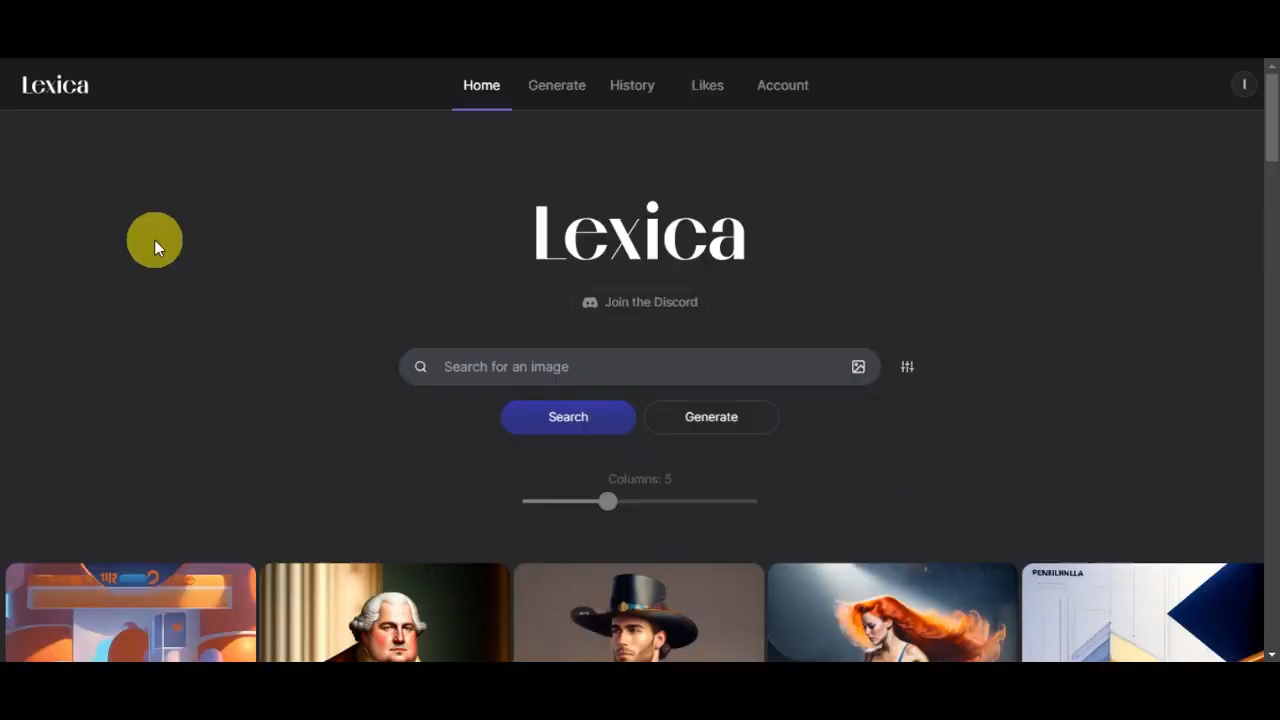 Lexica
Home Generate History Likes Account I
Lexica
Join the Discord
Search for an image
Search Generate
Columns: 5